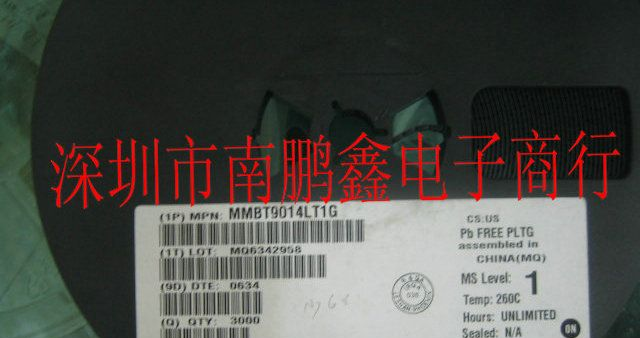 深圳市南鹏鑫电子商行
(1P) MPN: MMBT9014LT1G
(1T) LOT: MQ6342958
(9D) DTE: 0634
(Q) QTY: 3000
CS:US
Pb FREE PLTG
assembled in
CHINA(MQ)
MS Level: 1
Temp: 260C
Hours: UNLIMITED
Sealed: N/A
ON